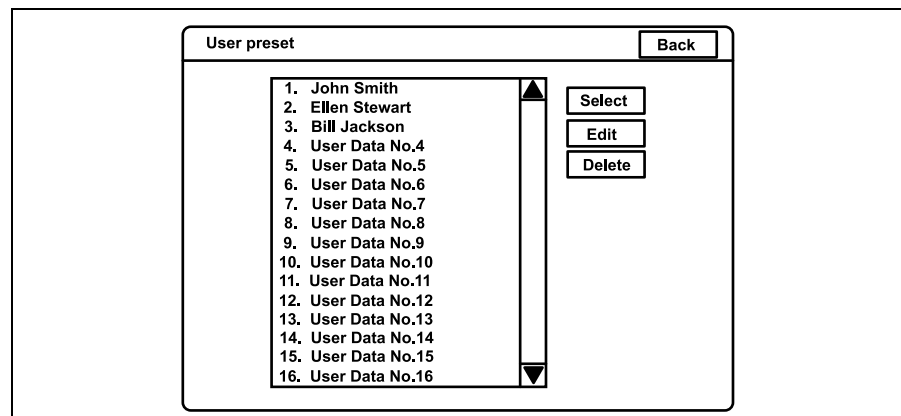 User preset
Back
1. John Smith
2. Ellen Stewart
3. Bill Jackson
4. User Data No.4
5. User Data No.5
6. User Data No.6
7. User Data No.7
8. User Data No.8
9. User Data No.9
10. User Data No.10
11. User Data No.11
12. User Data No.12
13. User Data No.13
14. User Data No.14
15. User Data No.15
16. User Data No.16
Select
Edit
Delete